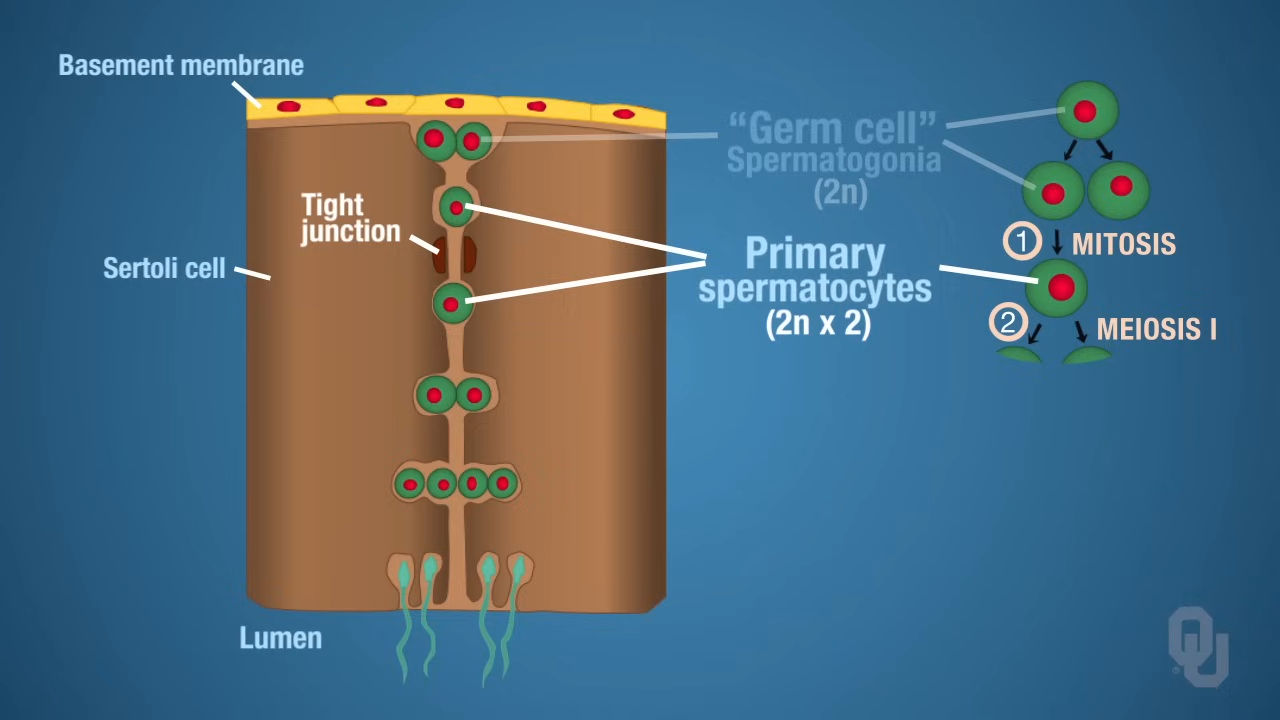 Basement membrane
“Germ cell”
Spermatogonia
(2n)
Tight
junction
Sertoli cell
Primary
spermatocytes
(2n x 2)
1 MITOSIS
2 MEIOSIS I
Lumen
OU